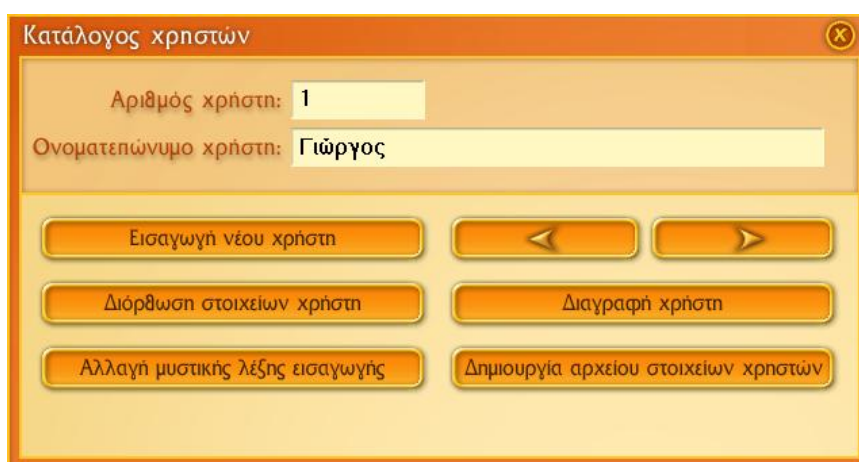 Κατάλογος χρηστών
Αριθμός χρήστη: 1
Ονοματεπώνυμο χρήστη: Γιώργος
Εισαγωγή νέου χρήστη
Διόρθωση στοιχείων χρήστη Διαγραφή χρήστη
Αλλαγή μυστικής λέξης εισαγωγής Δημιουργία αρχείου στοιχείων χρηστών